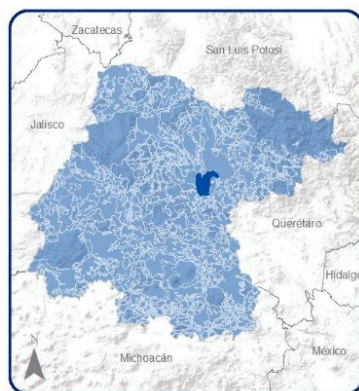 Zacatecas
San Luis Potosí
Jalisco
Querétaro
Hidalgo
N
Michoacán
México